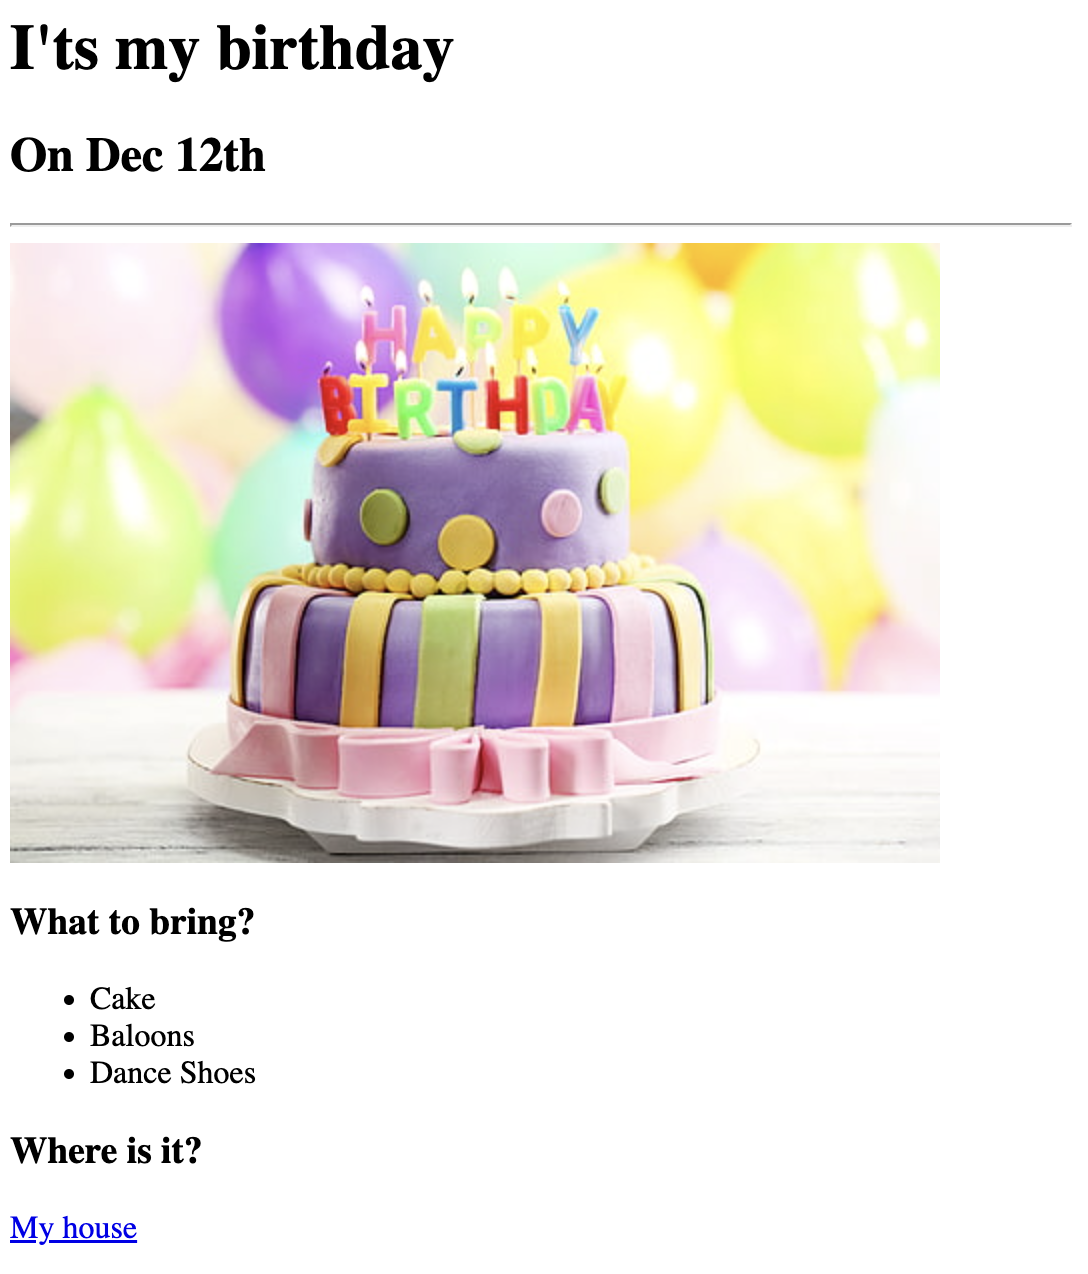 I'ts my birthday
On Dec 12th
HAPPY
BIRTHDAY
What to bring?
Cake
Baloons
Dance Shoes
Where is it?
My house